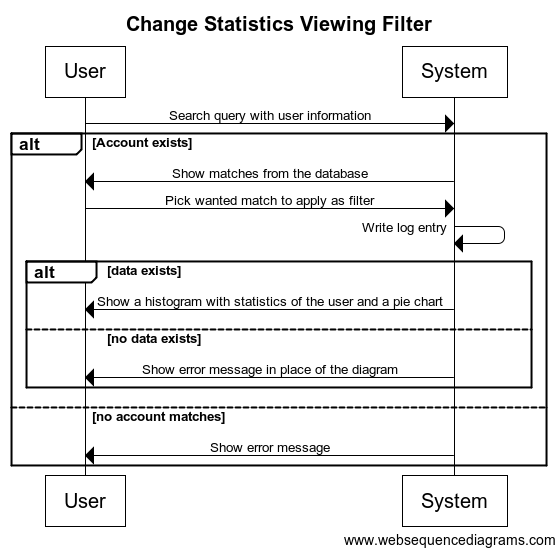 Change Statistics Viewing Filter
User
System
Search query with user information
alt
[Account exists]
Show matches from the database
Pick wanted match to apply as filter
Write log entry
alt
[data exists]
Show a histogram with statistics of the user and a pie chart
[no data exists]
Show error message in place of the diagram
[no account matches]
Show error message
User
System
www.websequencediagrams.com